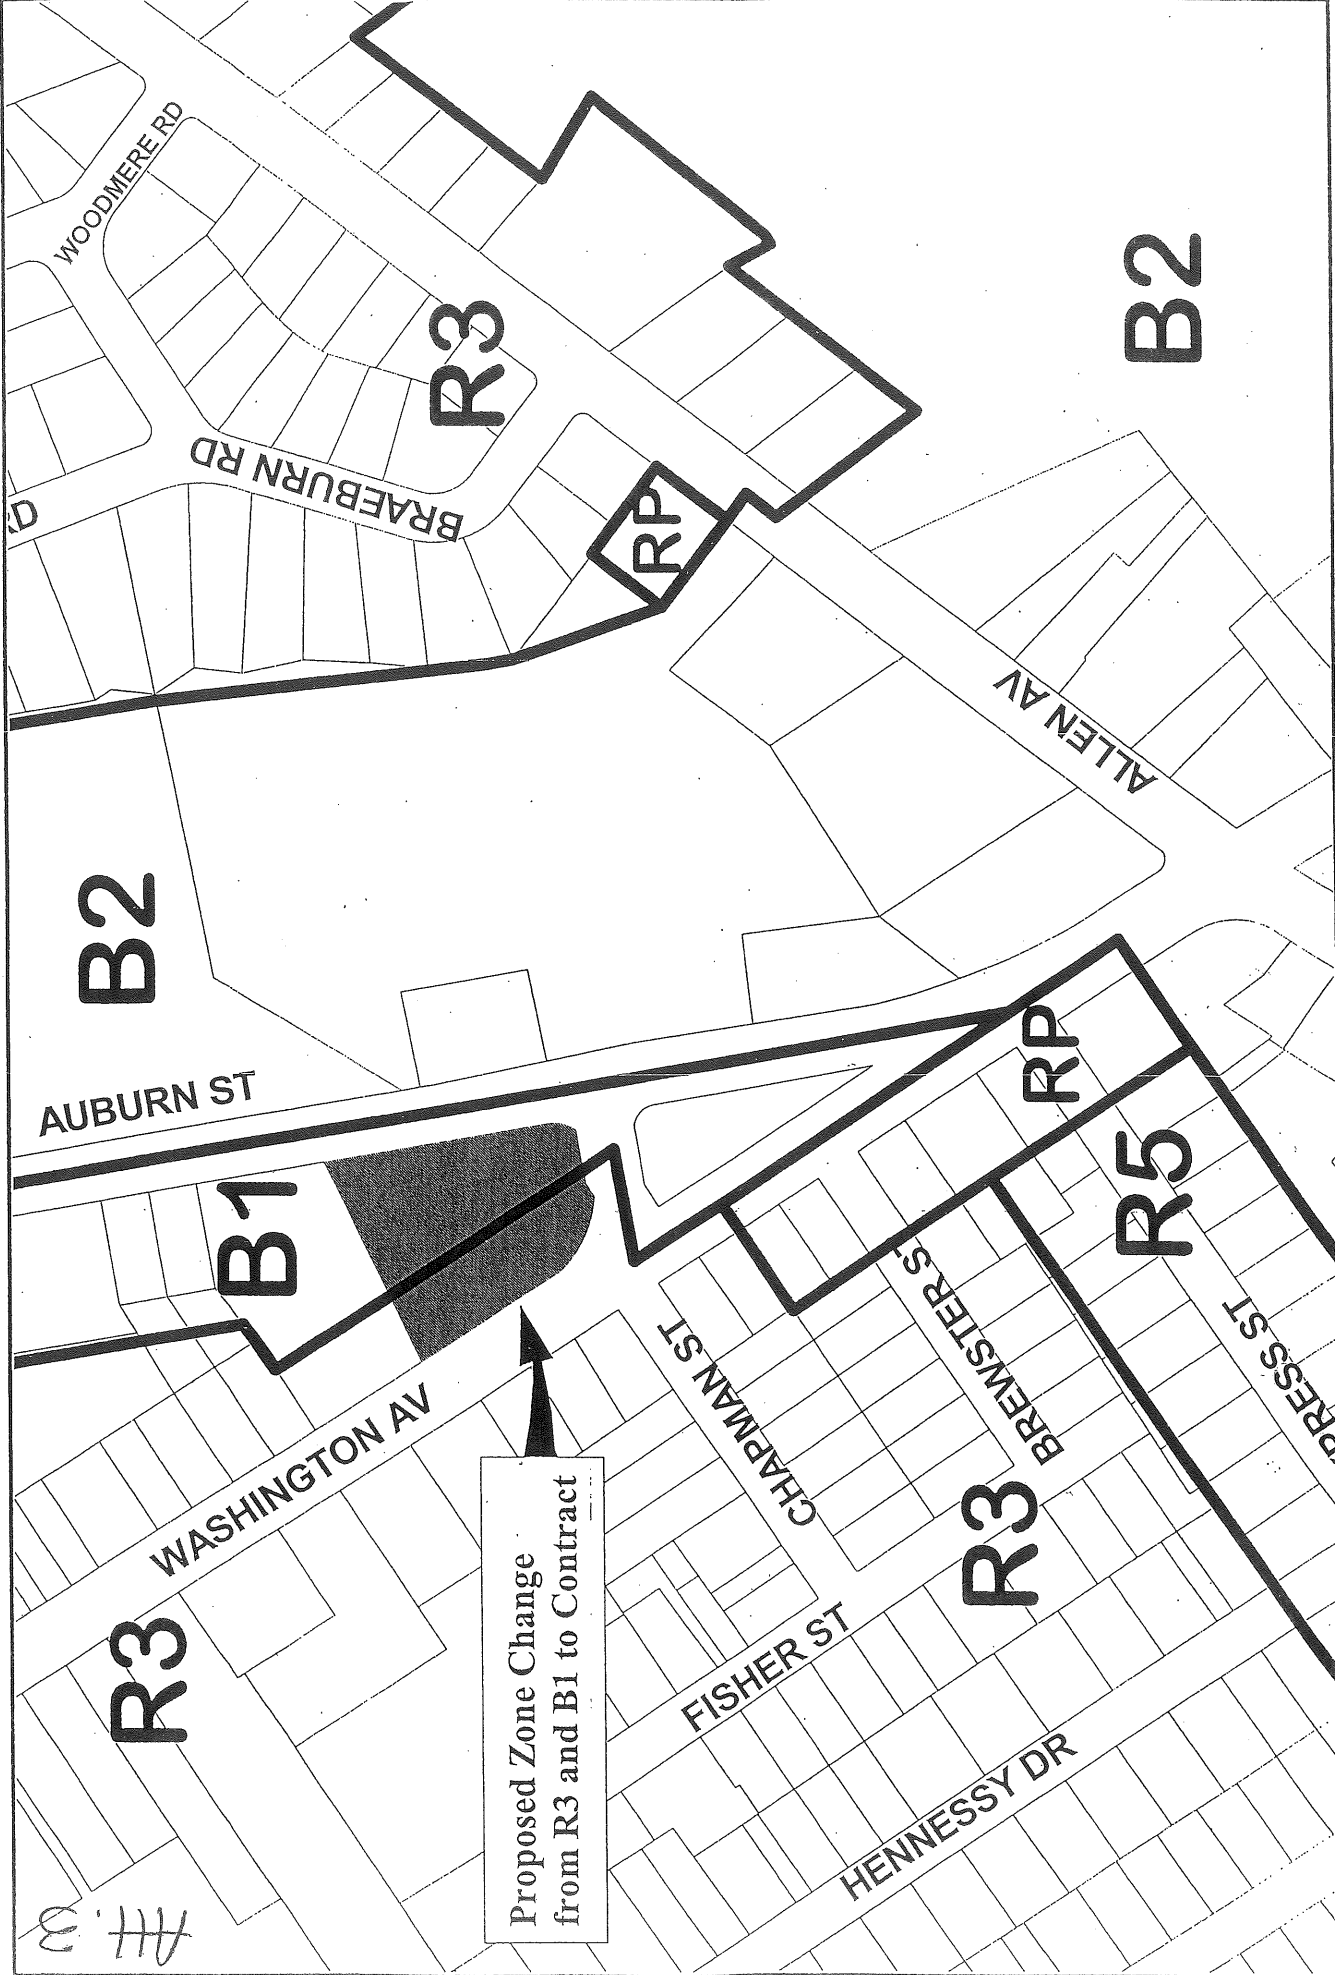 Att. 3
R3
WASHINGTON AV
B1
AUBURN ST
B2
RD
WOODMERE RD
BRAEBURN RD
R3
RP
B2
ALLEN AV
RP
R5
CHAPMAN ST
BREWSTER S
R3
FISHER ST
HENNESSY DR
PRESS ST
Proposed Zone Change
from R3 and B1 to Contract